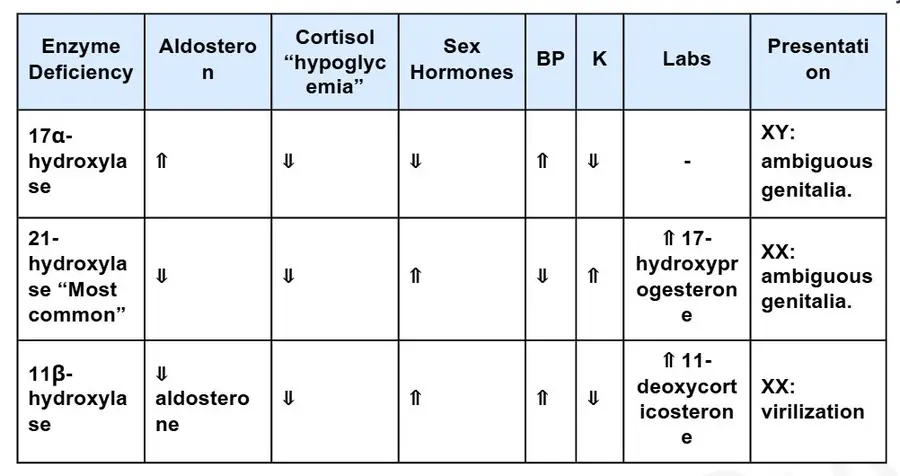 Enzyme
Deficiency
Aldostero
n
Cortisol
“hypoglyc
emia”
Sex
Hormones
BP
K
Labs
Presentati
on
17α-
hydroxyla
se
⇑
⇓
⇓
⇑
⇓
-
XY:
ambiguous
genitalia.
21-
hydroxyla
se “Most
common”
⇓
⇓
⇑
⇓
⇑
⇑ 17-
hydroxypr
ogesteron
e
XX:
ambiguous
genitalia.
11β-
hydroxyla
se
⇓
aldostero
ne
⇓
⇑
⇑
⇓
⇑ 11-
deoxycort
icosteron
e
XX:
virilization